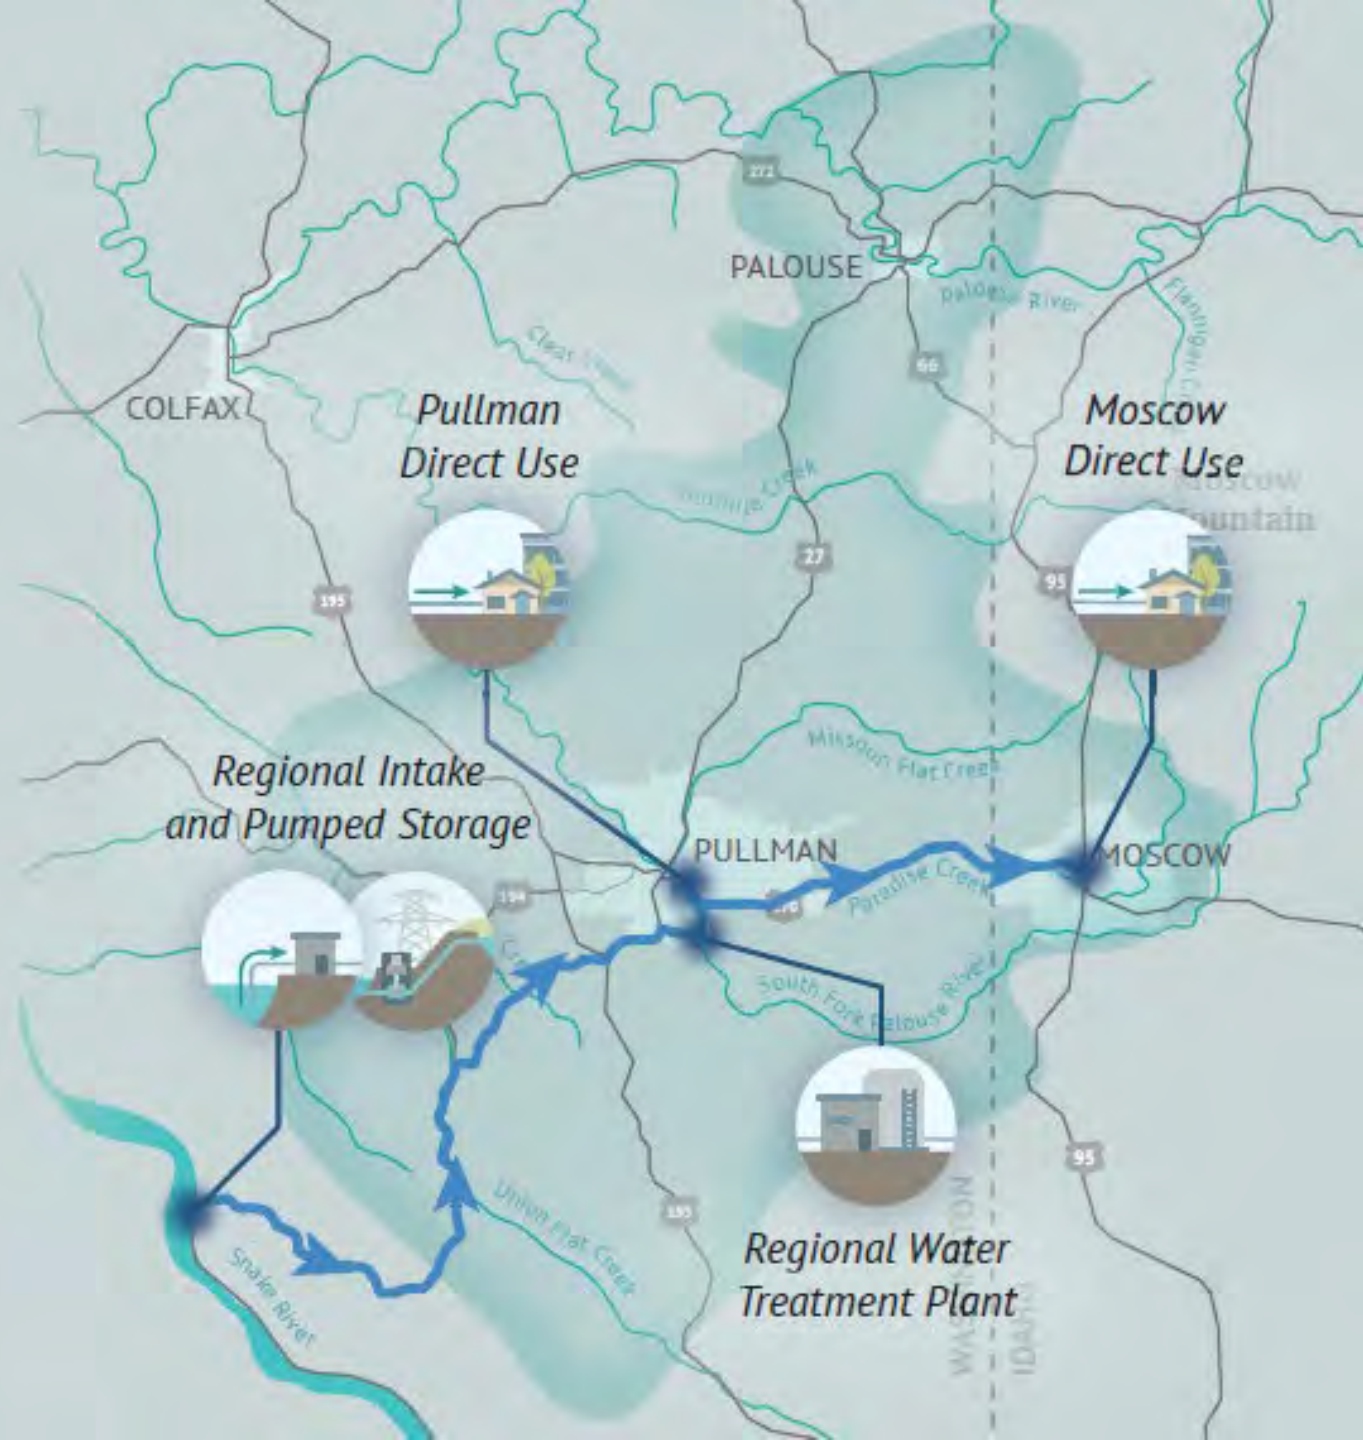 272
PALOUSE
Palouse River
Flannigan
66
COLFAX
Clear
Pullman
Direct Use
Moscow
Direct Use
Moscow
Mountain
Creek
27
95
195
Missouri Flat Creek
Regional Intake
and Pumped Storage
PULLMAN
MOSCOW
194
Paradise Creek
South Fork Palouse River
Union Flat Creek
195
95
Snake River
Regional Water
Treatment Plant
WASHINGTON
IDAHO